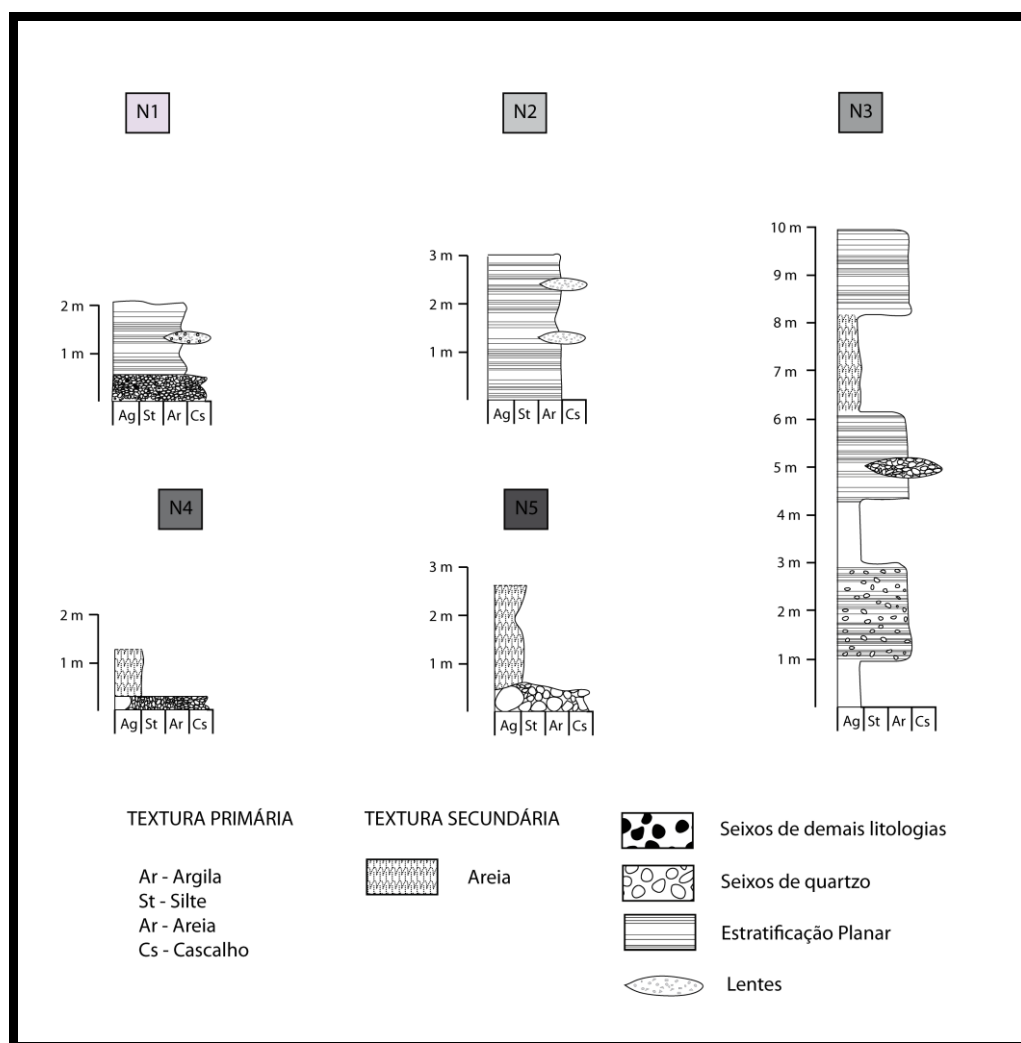 N1
N2
N3
10 m
9 m
8 m
7 m
6 m
5 m
4 m
3 m
2 m
1 m
Ag St Ar Cs
3 m
2 m
1 m
Ag St Ar Cs
2 m
1 m
Ag St Ar Cs
N4
N5
2 m
1 m
Ag St Ar Cs
3 m
2 m
1 m
Ag St Ar Cs
TEXTURA PRIMÁRIA
Ar - Argila
St - Silte
Ar - Areia
Cs - Cascalho
TEXTURA SECUNDÁRIA
Areia
Seixos de demais litologias
Seixos de quartzo
Estratificação Planar
Lentes